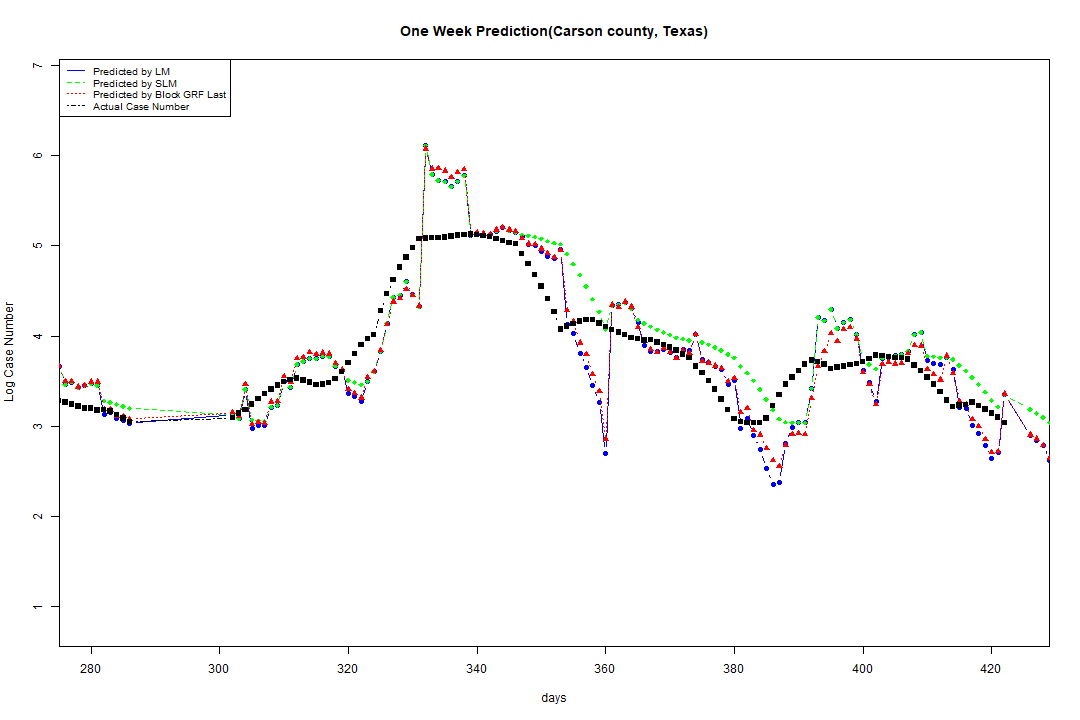 One Week Prediction(Carson county, Texas)
Predicted by LM
Predicted by SLM
Predicted by Block GRF Last
Actual Case Number
7
6
5
4
3
2
1
Log Case Number
280 300 320 340 360 380 400 420
days